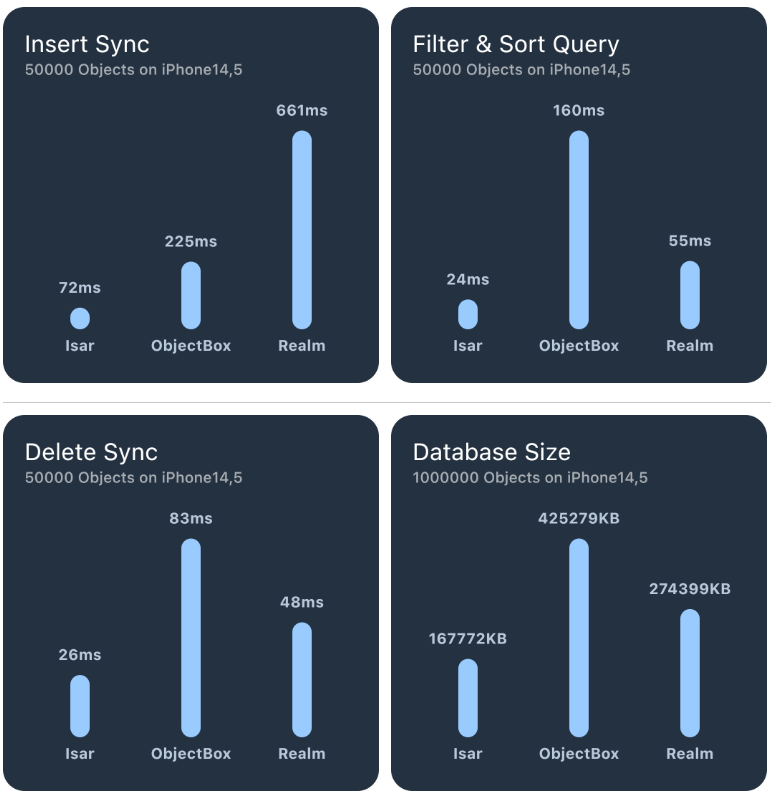 Insert Sync
50000 Objects on iPhone14,5
661ms
225ms
72ms
Isar ObjectBox Realm
Filter & Sort Query
50000 Objects on iPhone14,5
160ms
55ms
24ms
Isar ObjectBox Realm
Delete Sync
50000 Objects on iPhone14,5
83ms
48ms
26ms
Isar ObjectBox Realm
Database Size
1000000 Objects on iPhone14,5
425279KB
274399KB
167772KB
Isar ObjectBox Realm